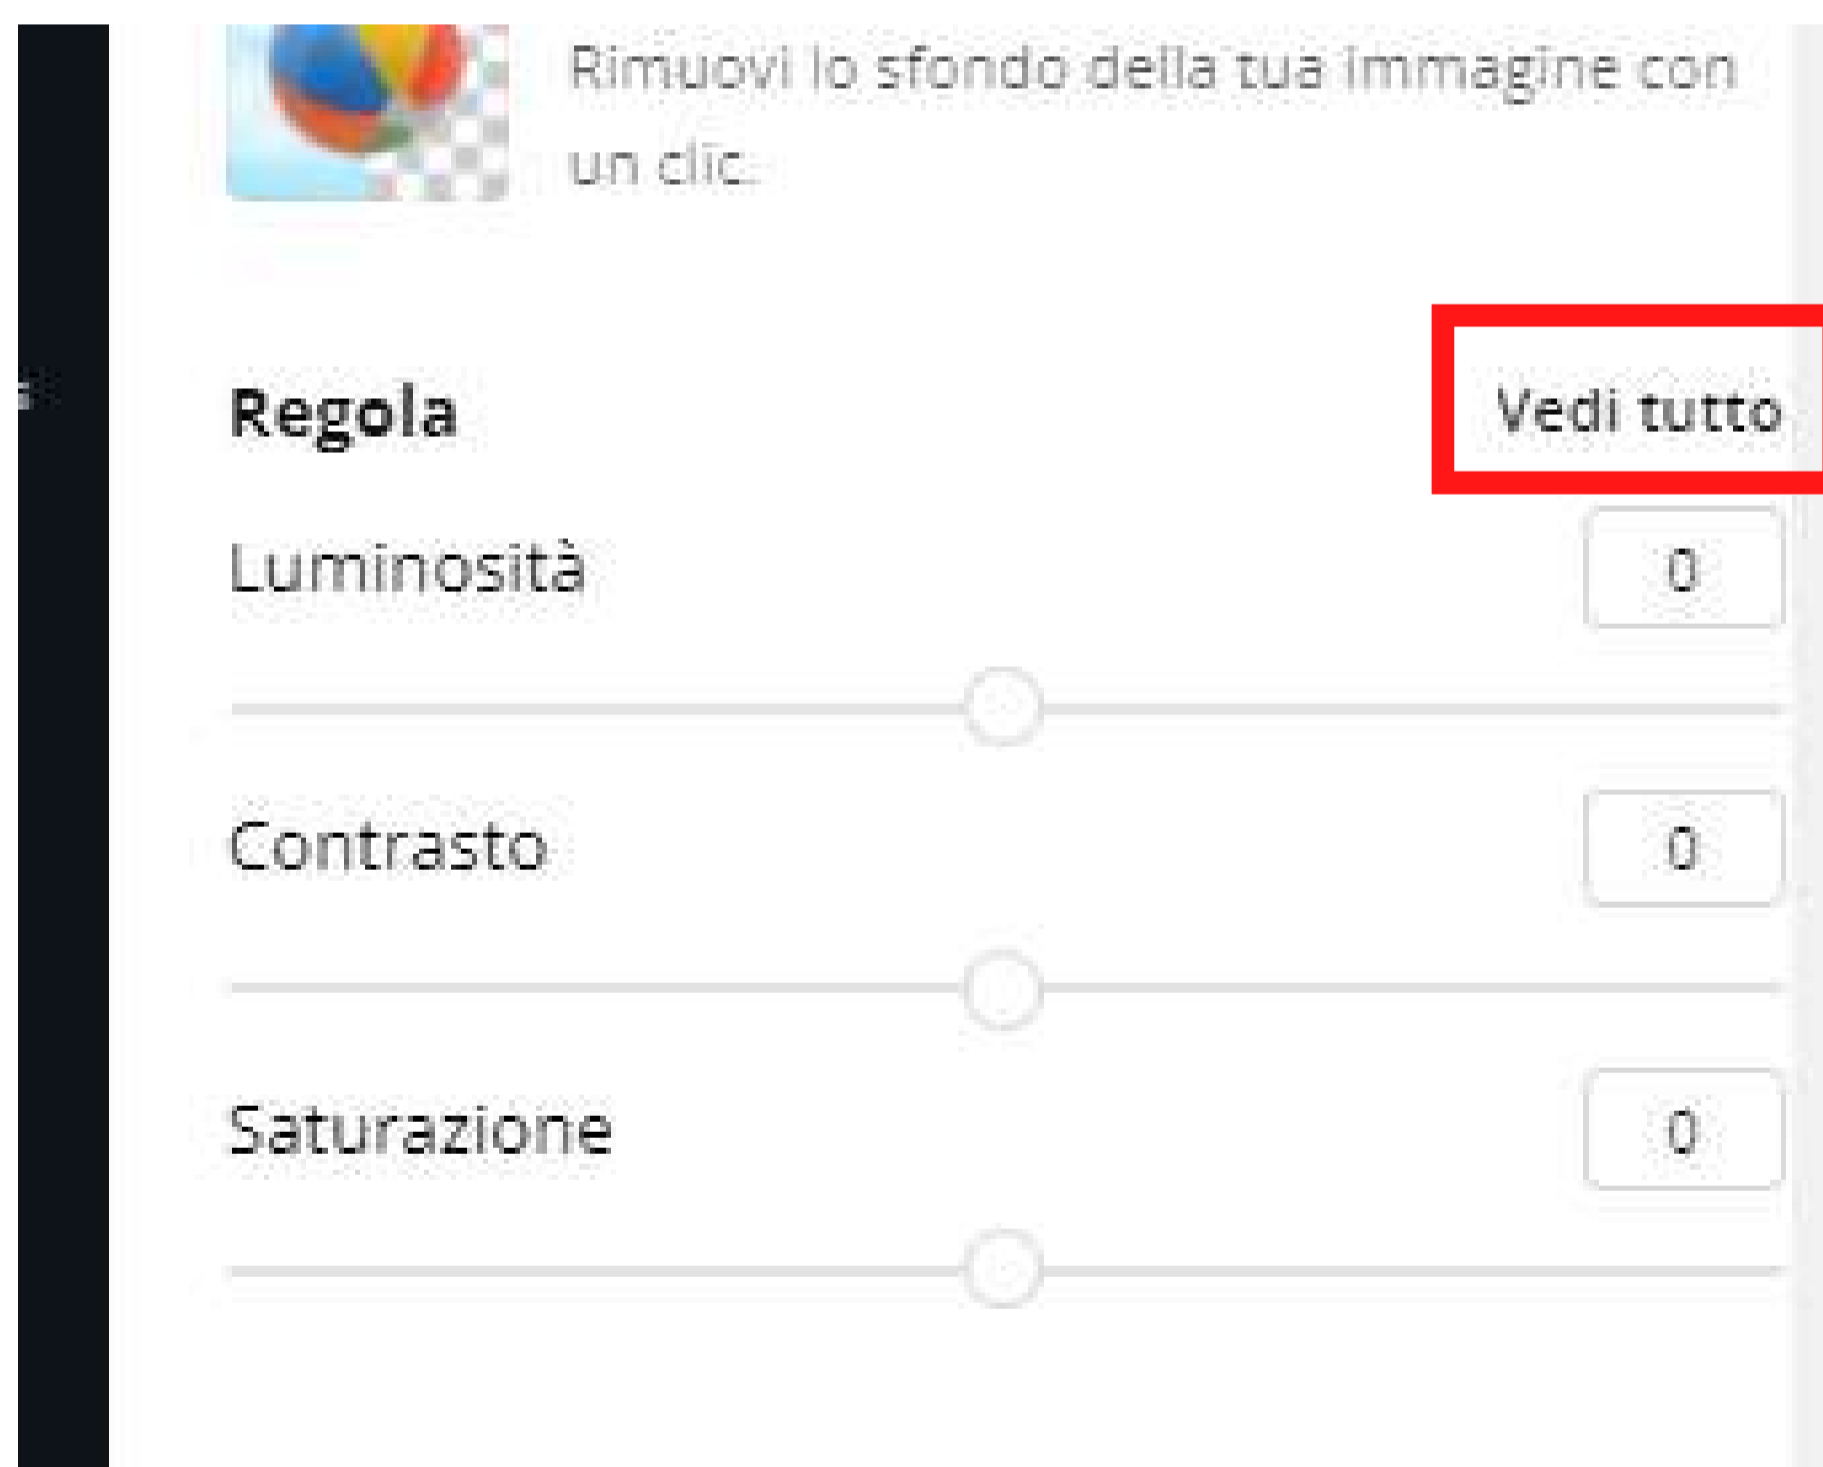 Rimuovi lo sfondo della tua immagine con
un clic.
Regola
Vedi tutto
Luminosità
0
Contrasto
0
Saturazione
0